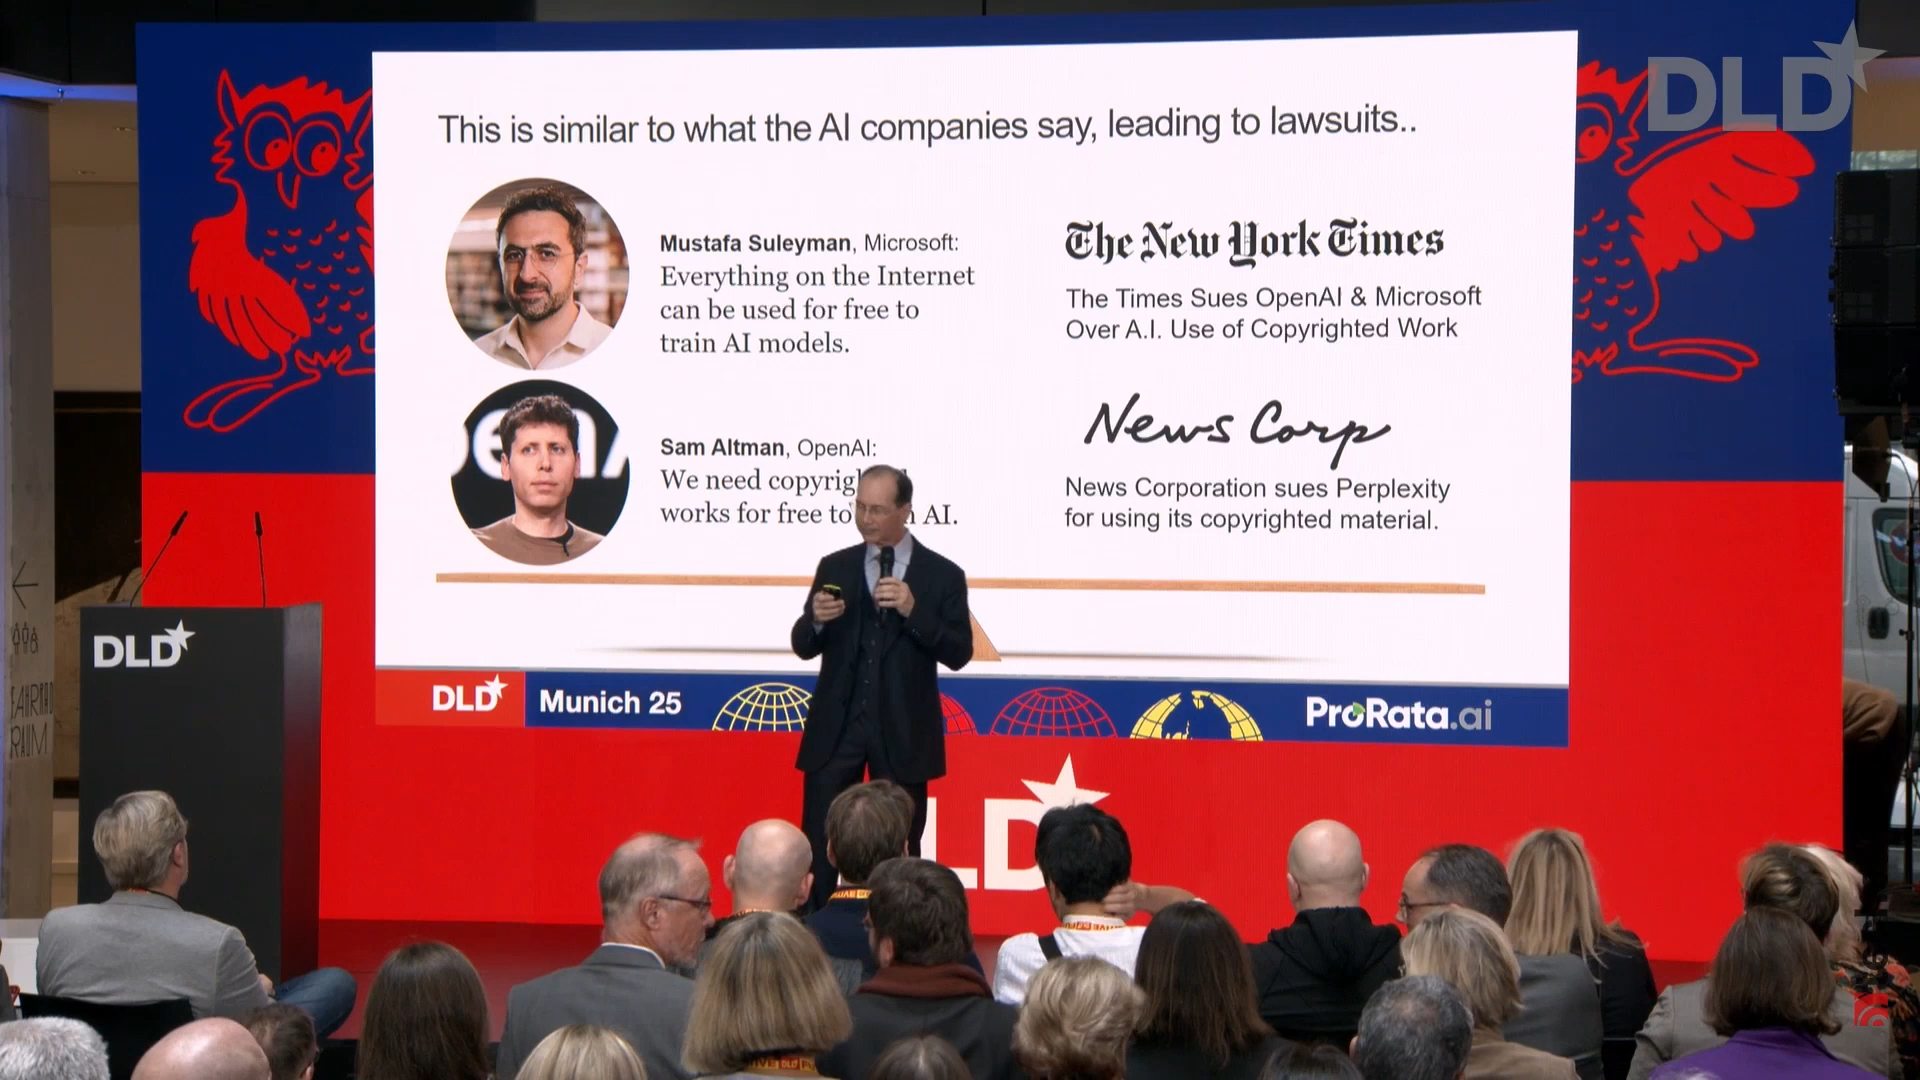 DLD
This is similar to what the AI companies say, leading to lawsuits..
Mustafa Suleyman, Microsoft:
Everything on the Internet
can be used for free to
train AI models.
The New York Times
The Times Sues OpenAI & Microsoft
Over A.I. Use of Copyrighted Work
Sam Altman, OpenAI:
We need
works for free to AI.
News Corp
News Corporation sues Perplexity
for using its copyrighted material.
DLD
DLD
Munich 25
ProRata.ai
LD